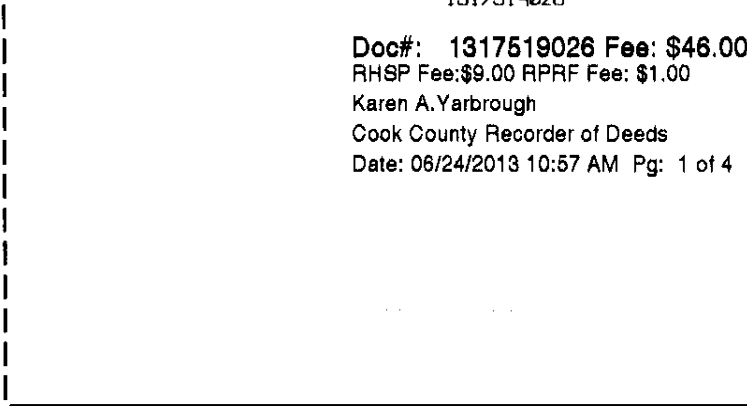 Doc#: 1317519026 Fee: $46.00
RHSP Fee:$9.00 RPRF Fee: $1.00
Karen A.Yarbrough
Cook County Recorder of Deeds
Date: 06/24/2013 10:57 AM Pg: 1 of 4